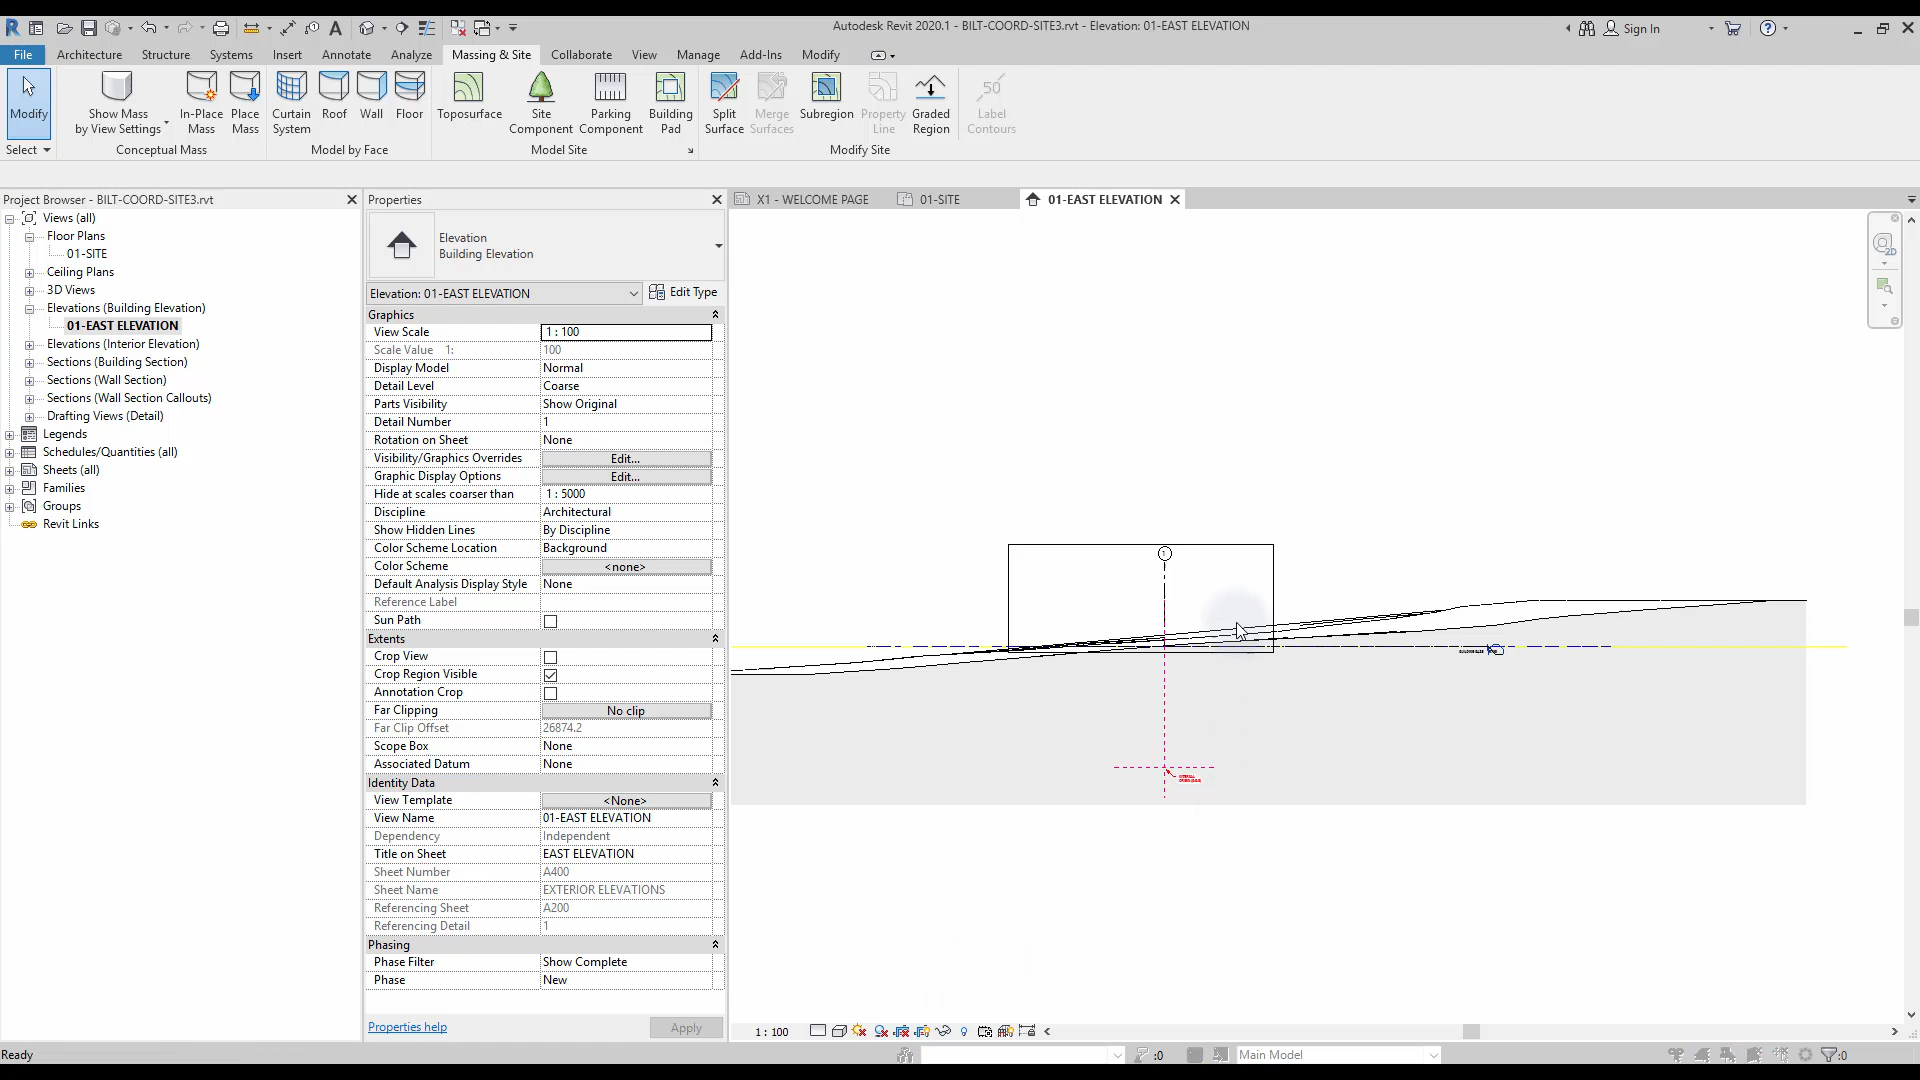 Autodesk Revit 2020.1 - BILT-COORD-SITE3.rvt - Elevation: 01-EAST ELEVATION
Sign In
File Architecture Structure Systems Insert Annotate Analyze Massing & Site Collaborate View Manage Add-Ins Modify
Modify
Show Mass
by View Settings
In-Place
Mass
Place
Mass
Curtain
System
Roof
Wall
Floor
Toposurface
Site
Component
Parking
Component
Building
Pad
Split
Surface
Merge
Surfaces
Subregion
Property
Line
Graded
Region
50
Label
Contours
Select
Conceptual Mass
Model by Face
Model Site
Modify Site
Project Browser - BILT-COORD-SITE3.rvt
Views (all)
Floor Plans
01-SITE
Ceiling Plans
3D Views
Elevations (Building Elevation)
01-EAST ELEVATION
Elevations (Interior Elevation)
Sections (Building Section)
Sections (Wall Section)
Sections (Wall Section Callouts)
Drafting Views (Detail)
Legends
Schedules/Quantities (all)
Sheets (all)
Families
Groups
Revit Links
Properties
Elevation
Building Elevation
Elevation: 01-EAST ELEVATION
Edit Type
Graphics
View Scale 1 : 100
Scale Value 1: 100
Display Model Normal
Detail Level Coarse
Parts Visibility Show Original
Detail Number 1
Rotation on Sheet None
Visibility/Graphics Overrides Edit...
Graphic Display Options Edit...
Hide at scales coarser than 1 : 5000
Discipline Architectural
Show Hidden Lines By Discipline
Color Scheme Location Background
Color Scheme <none>
Default Analysis Display Style None
Reference Label
Sun Path
Extents
Crop View
Crop Region Visible
Annotation Crop
Far Clipping No clip
Far Clip Offset 26874.2
Scope Box None
Associated Datum None
Identity Data
View Template <None>
View Name 01-EAST ELEVATION
Dependency Independent
Title on Sheet EAST ELEVATION
Sheet Number A400
Sheet Name EXTERIOR ELEVATIONS
Referencing Sheet A200
Referencing Detail 1
Phasing
Phase Filter Show Complete
Phase New
Properties help
Apply
X1 - WELCOME PAGE
01-SITE
01-EAST ELEVATION
2D
1
1 : 100
Ready
:0
Main Model
:0